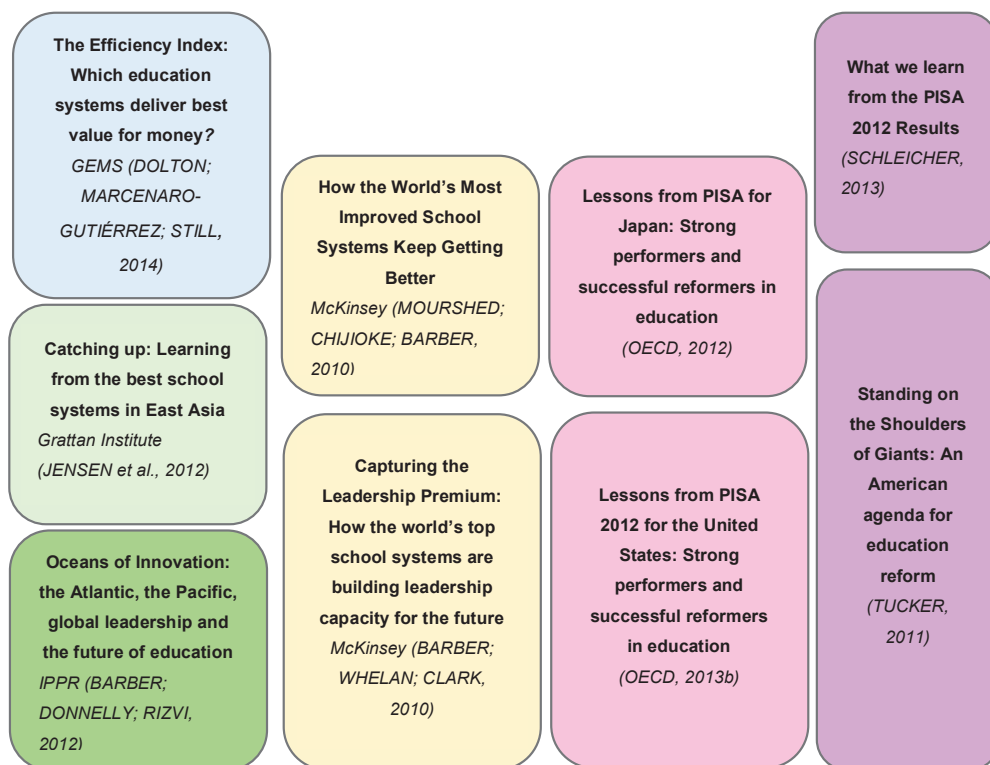 The Efficiency Index:
Which education
systems deliver best
value for money?
GEMS (DOLTON;
MARCENARO-
GUTIÉRREZ; STILL,
2014)
Catching up: Learning
from the best school
systems in East Asia
Grattan Institute
(JENSEN et al., 2012)
Oceans of Innovation:
the Atlantic, the Pacific,
global leadership and
the future of education
IPPR (BARBER;
DONNELLY; RIZVI,
2012)
How the World's Most
Improved School
Systems Keep Getting
Better
McKinsey (MOURSHED;
CHIJIOKE; BARBER,
2010)
Capturing the
Leadership Premium:
How the world's top
school systems are
building leadership
capacity for the future
McKinsey (BARBER;
WHELAN; CLARK,
2010)
Lessons from PISA for
Japan: Strong
performers and
successful reformers in
education
(OECD, 2012)
Lessons from PISA
2012 for the United
States: Strong
performers and
successful reformers
in education
(OECD, 2013b)
What we learn
from the PISA
2012 Results
(SCHLEICHER,
2013)
Standing on
the Shoulders
of Giants: An
American
agenda for
education
reform
(TUCKER,
2011)